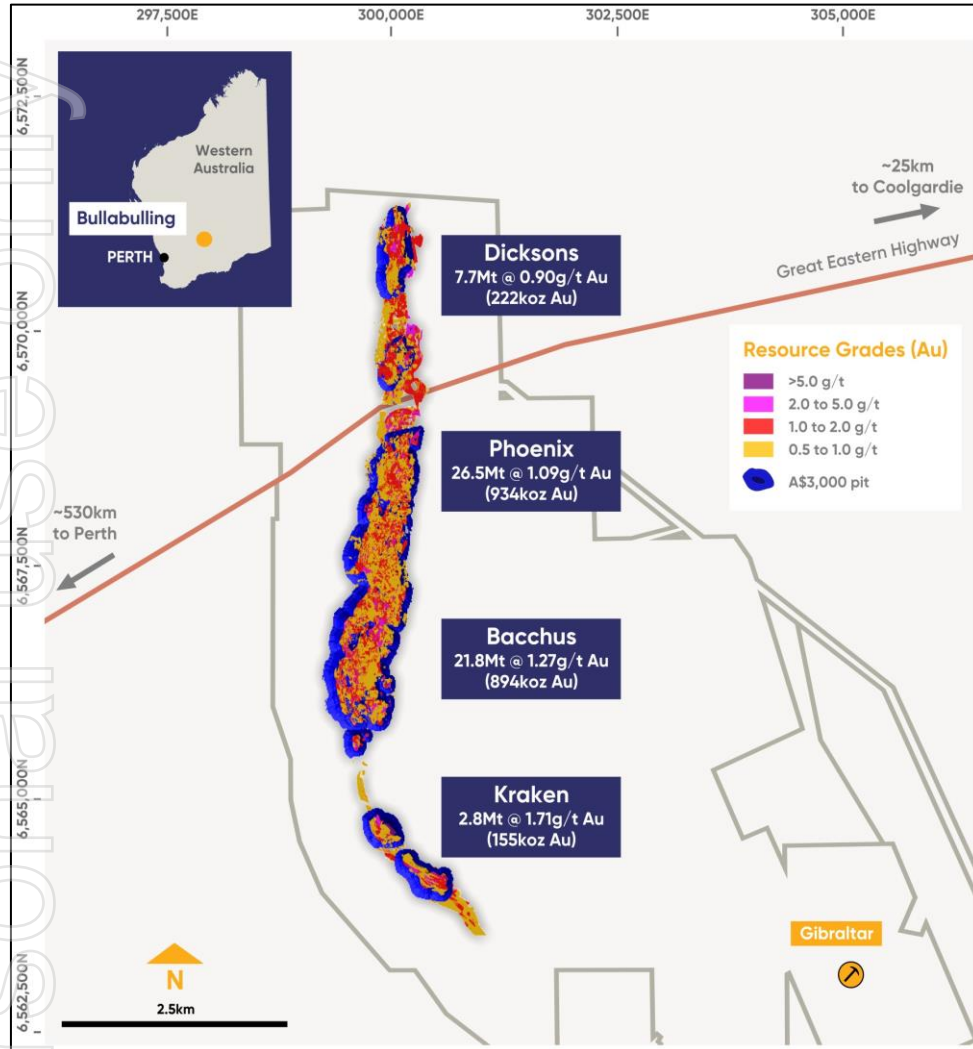 297,500E
300,000E
302,500E
305,000E
6,572,500N
6,570,000N
6,567,500N
6,565,000N
6,562,500N
Western
Australia
Bullabulling
PERTH
~25km
to Coolgardie
Great Eastern Highway
Dicksons
7.7Mt @ 0.90g/t Au
(222koz Au)
Resource Grades (Au)
>5.0 g/t
2.0 to 5.0 g/t
1.0 to 2.0 g/t
0.5 to 1.0 g/t
A$3,000 pit
Phoenix
26.5Mt @ 1.09g/t Au
(934koz Au)
~530km
to Perth
Bacchus
21.8Mt @ 1.27g/t Au
(894koz Au)
Kraken
2.8Mt @ 1.71g/t Au
(155koz Au)
Gibraltar
N
2.5km
sonal use only